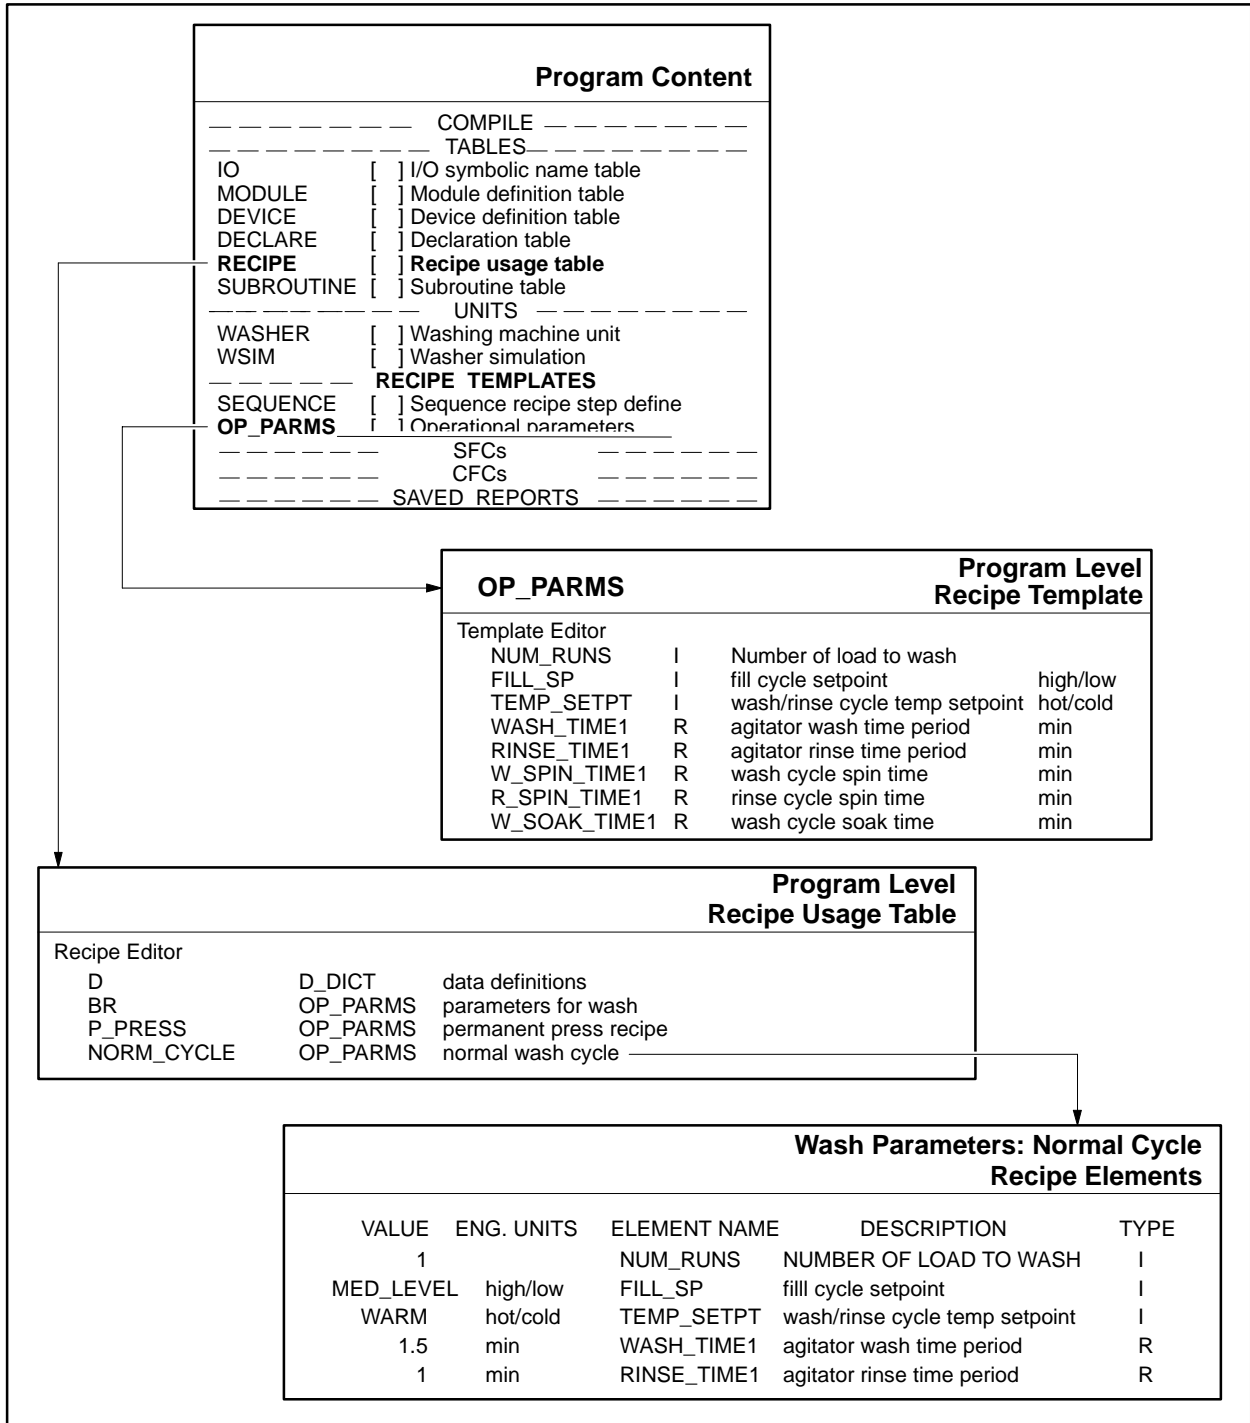 Program Content
— — — — — — — COMPILE — — — — — — —
— — — — — — — — TABLES— — — — — — — —
IO [ ] I/O symbolic name table
MODULE [ ] Module definition table
DEVICE [ ] Device definition table
DECLARE [ ] Declaration table
RECIPE [ ] Recipe usage table
SUBROUTINE [ ] Subroutine table
— — — — — — — UNITS — — — — — — —
WASHER [ ] Washing machine unit
WSIM [ ] Washer simulation
— — — — — RECIPE TEMPLATES
SEQUENCE [ ] Sequence recipe step define
OP_PARMS [ ] Operational parameters
— — — — — — SFCs — — — — — —
— — — — — — CFCs — — — — — —
— — — — — — SAVED REPORTS — — — — — —
OP_PARMS
Program Level
Recipe Template
Template Editor
NUM_RUNS I Number of load to wash
FILL_SP I fill cycle setpoint high/low
TEMP_SETPT I wash/rinse cycle temp setpoint hot/cold
WASH_TIME1 R agitator wash time period min
RINSE_TIME1 R agitator rinse time period min
W_SPIN_TIME1 R wash cycle spin time min
R_SPIN_TIME1 R rinse cycle spin time min
W_SOAK_TIME1 R wash cycle soak time min
Program Level
Recipe Usage Table
Recipe Editor
D D_DICT data definitions
BR OP_PARMS parameters for wash
P_PRESS OP_PARMS permanent press recipe
NORM_CYCLE OP_PARMS normal wash cycle
Wash Parameters: Normal Cycle
Recipe Elements
VALUE ENG. UNITS ELEMENT NAME DESCRIPTION TYPE
1 NUM_RUNS NUMBER OF LOAD TO WASH I
MED_LEVEL high/low FILL_SP filll cycle setpoint I
WARM hot/cold TEMP_SETPT wash/rinse cycle temp setpoint I
1.5 min WASH_TIME1 agitator wash time period R
1 min RINSE_TIME1 agitator rinse time period R